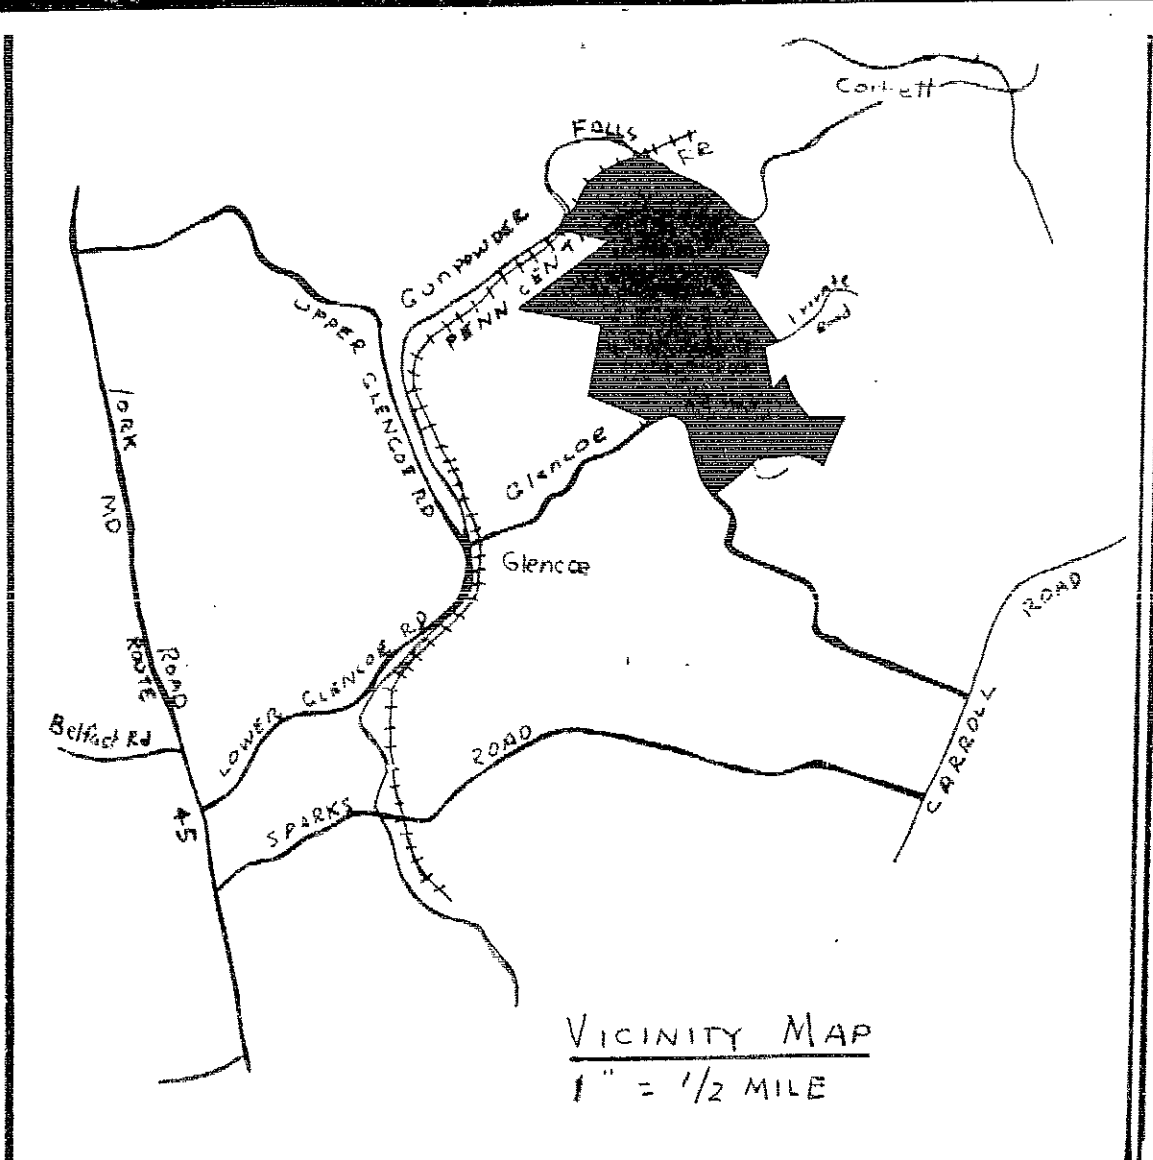 Corbett
FALLS
RR
GUNPOWDER
PENN CENT
Private
Road
UPPER GLENCOE RD
YORK ROAD
MD ROUTE 45
Glencoe
Glencoe
LOWER GLENCOE RD
ROAD
CARROLL
Belfast Rd
SPARKS ROAD
VICINITY MAP
1" = 1/2 MILE